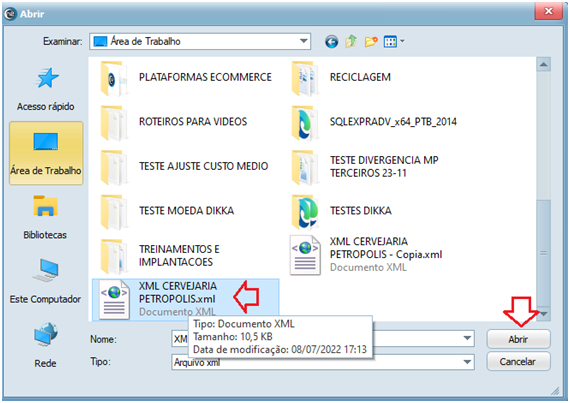 Abrir
Examinar:
Área de Trabalho
Acesso rápido
Área de Trabalho
Bibliotecas
Este Computador
Rede
PLATAFORMAS ECOMMERCE
RECICLAGEM
ROTEIROS PARA VIDEOS
SQLEXPRADV_x64_PTB_2014
TESTE AJUSTE CUSTO MEDIO
TESTE DIVERGENCIA MP
TERCEIROS 23-11
TESTE MOEDA DIKKA
TESTES DIKKA
TREINAMENTOS E
IMPLANTACOES
XML CERVEJARIA
PETROPOLIS - Copia.xml
Documento XML
XML CERVEJARIA
PETROPOLIS.xml
Documento XML
Tipo: Documento XML
Tamanho: 10,5 KB
Data de modificação: 08/07/2022 17:13
Nome:
XM
Abrir
Tipo:
Arquivo xml
Cancelar